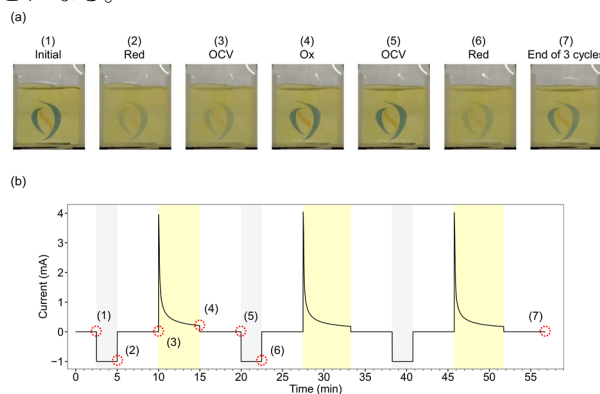 (a)
(1) (2) (3) (4) (5) (6) (7)
Initial Red OCV Ox OCV Red End of 3 cycles
(b)
Current (mA)
4
3
2
1
0
−1
(1)
(2)
(3)
(4)
(5)
(6)
(7)
0 5 10 15 20 25 30 35 40 45 50 55
Time (min)